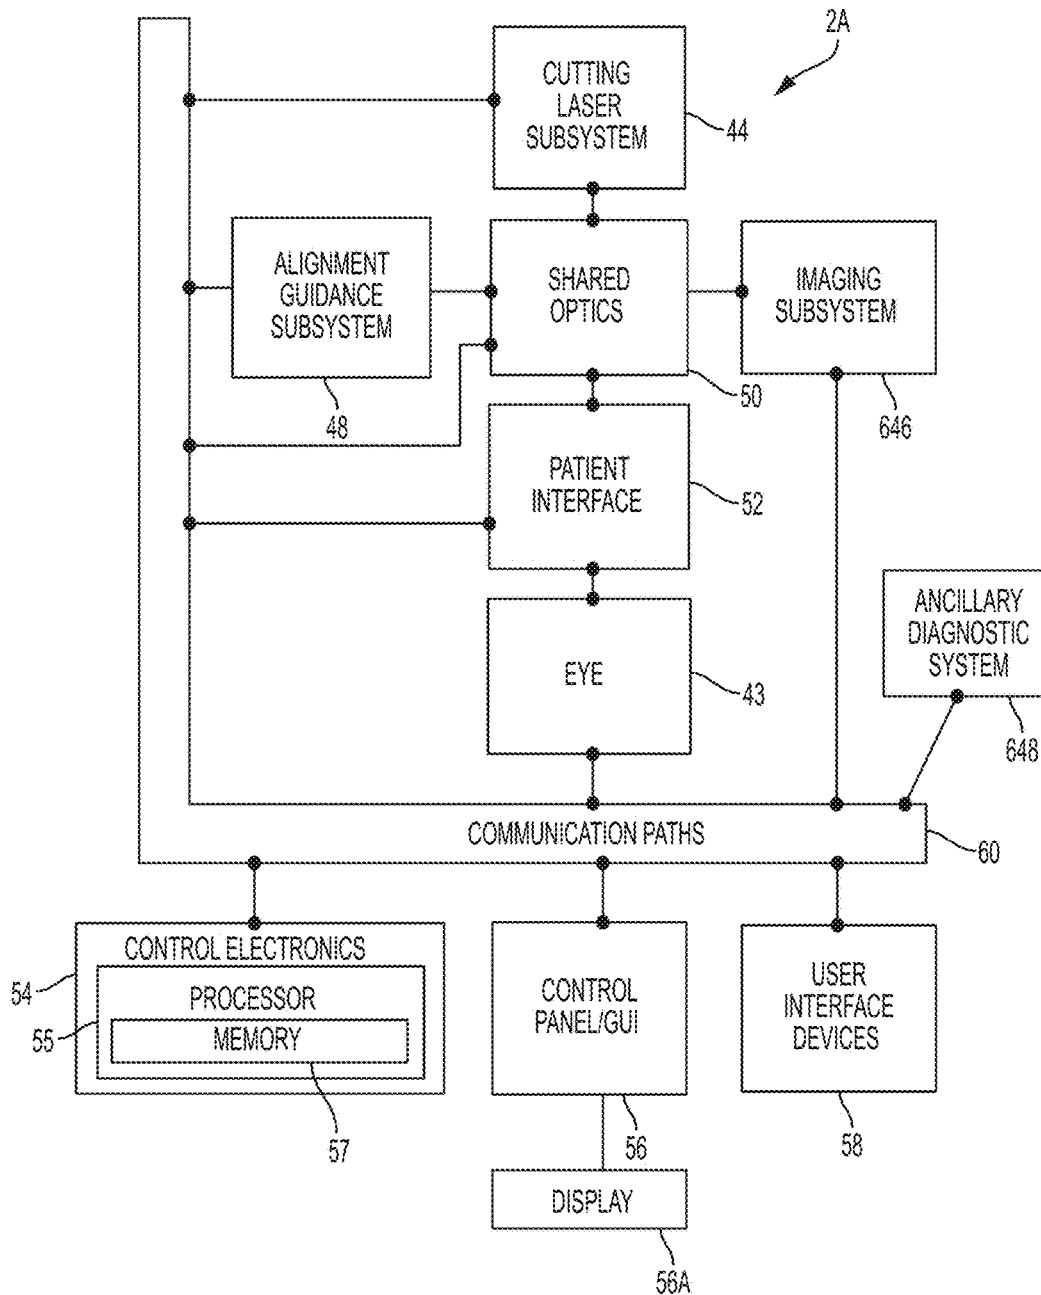 2A
CUTTING
LASER
SUBSYSTEM
44
ALIGNMENT
GUIDANCE
SUBSYSTEM
48
SHARED
OPTICS
50
IMAGING
SUBSYSTEM
646
PATIENT
INTERFACE
52
EYE
43
ANCILLARY
DIAGNOSTIC
SYSTEM
648
COMMUNICATION PATHS
60
CONTROL ELECTRONICS
54
PROCESSOR
55
MEMORY
57
CONTROL
PANEL/GUI
56
USER
INTERFACE
DEVICES
58
DISPLAY
56A